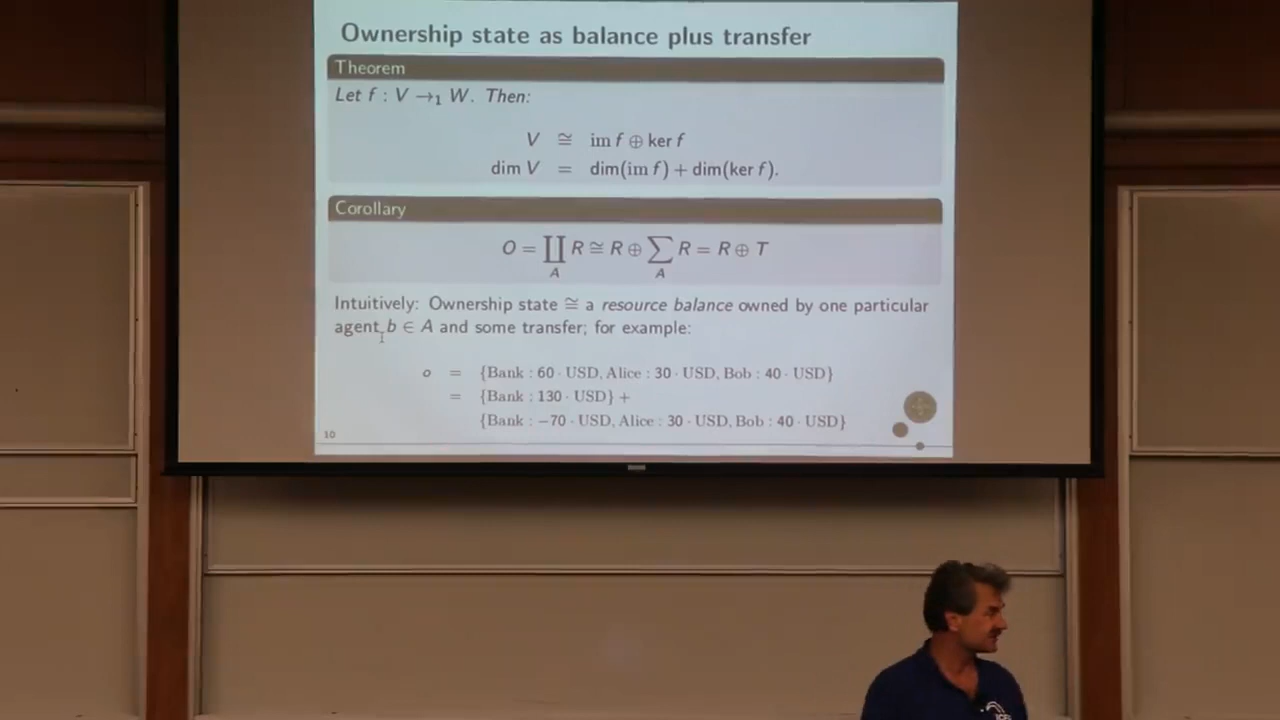 Ownership state as balance plus transfer
Theorem
Let f : V →₁ W. Then:
V ≅ im f ⊕ ker f
dim V = dim(im f) + dim(ker f).
Corollary
O = ∐_A R ≅ R ⊕ ∑_A R = R ⊕ T
Intuitively: Ownership state ≅ a resource balance owned by one particular
agent b ∈ A and some transfer; for example:
o = {Bank : 60 · USD, Alice : 30 · USD, Bob : 40 · USD}
= {Bank : 130 · USD} +
{Bank : −70 · USD, Alice : 30 · USD, Bob : 40 · USD}
10